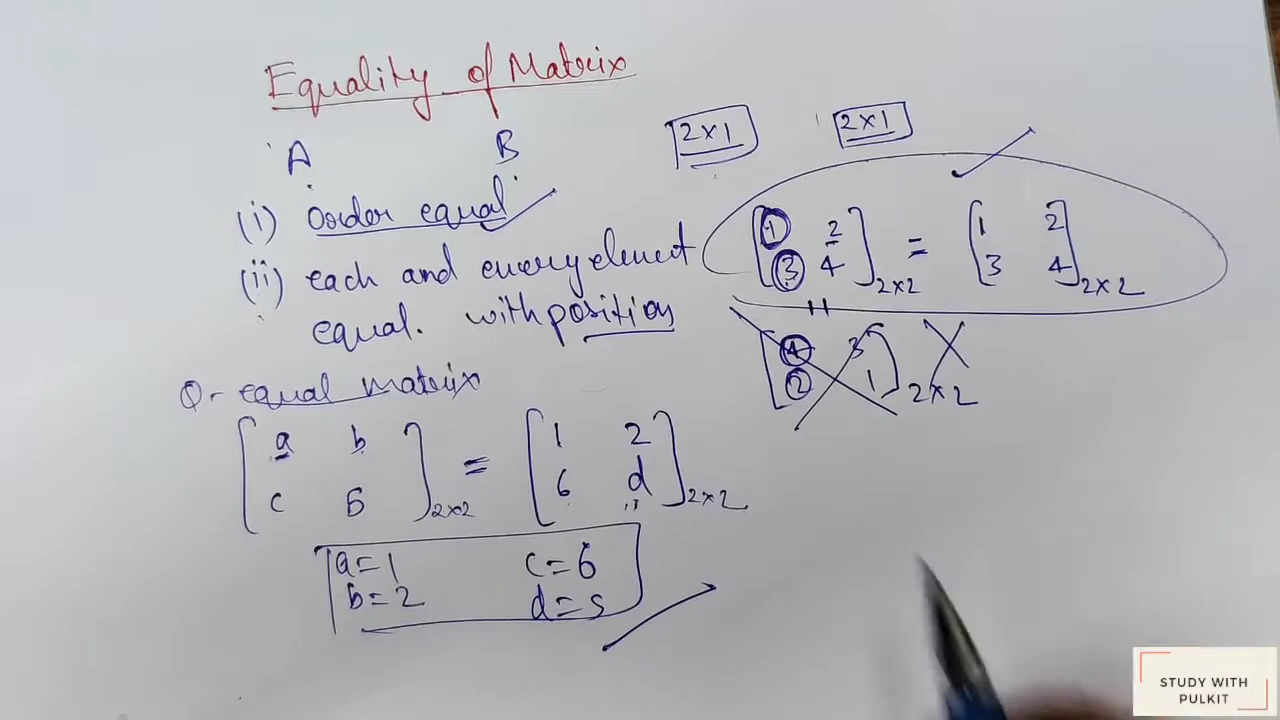 Equality of Matrix
A B
2×1 2×1
(i) Order equal
(ii) each and every element
equal. with position
[1 2
3 4]2×2 = [1 2
3 4]2×2
[4 3
2 1]2×2
Q- equal matrix
[a b
c 5]2×2 = [1 2
6 d]2×2
a=1 c=6
b=2 d=5
STUDY WITH
PULKIT